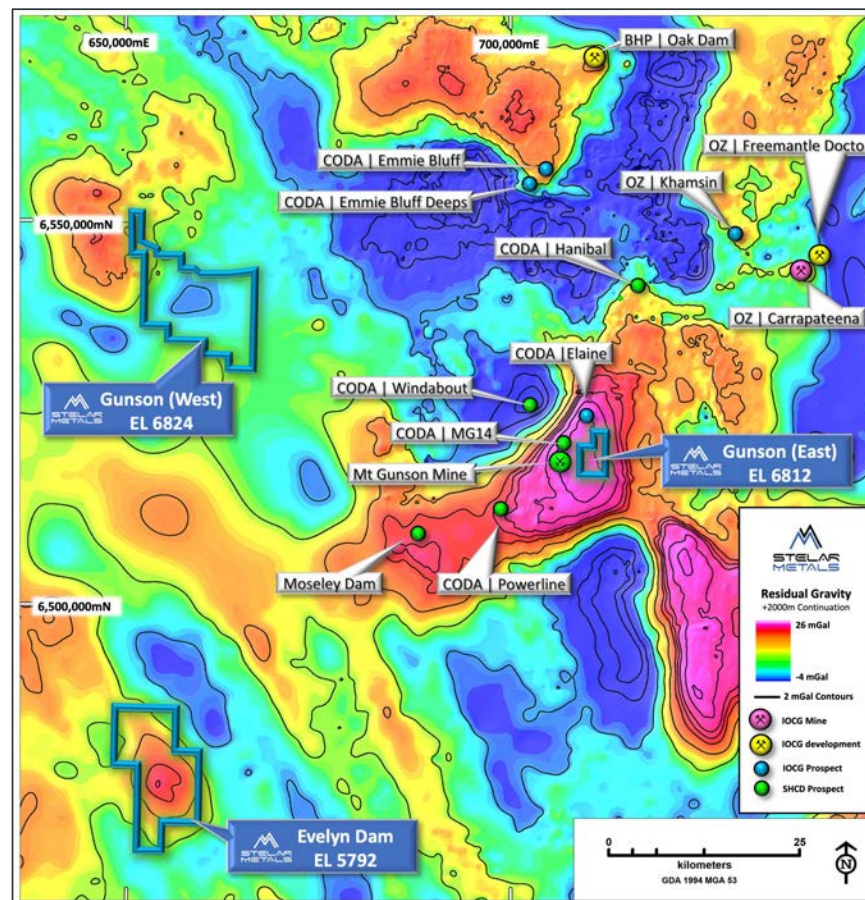 650,000mE
700,000mE
BHP | Oak Dam
OZ | Freemantle Docto
CODA | Emmie Bluff
OZ | Khamsin
CODA | Emmie Bluff Deeps
6,550,000mN
CODA | Hanibal
OZ | Carrapateena
CODA |Elaine
CODA | Windabout
STELAR METALS
Gunson (West)
EL 6824
CODA | MG14
Mt Gunson Mine
STELAR METALS
Gunson (East)
EL 6812
Moseley Dam
CODA | Powerline
6,500,000mN
STELAR
METALS
Residual Gravity
+2000m Continuation
26 mGal
-4 mGal
2 mGal Contours
IOCG Mine
IOCG development
IOCG Prospect
SHCD Prospect
STELAR METALS
Evelyn Dam
EL 5792
0
25
kilometers
GDA 1994 MGA 53
N